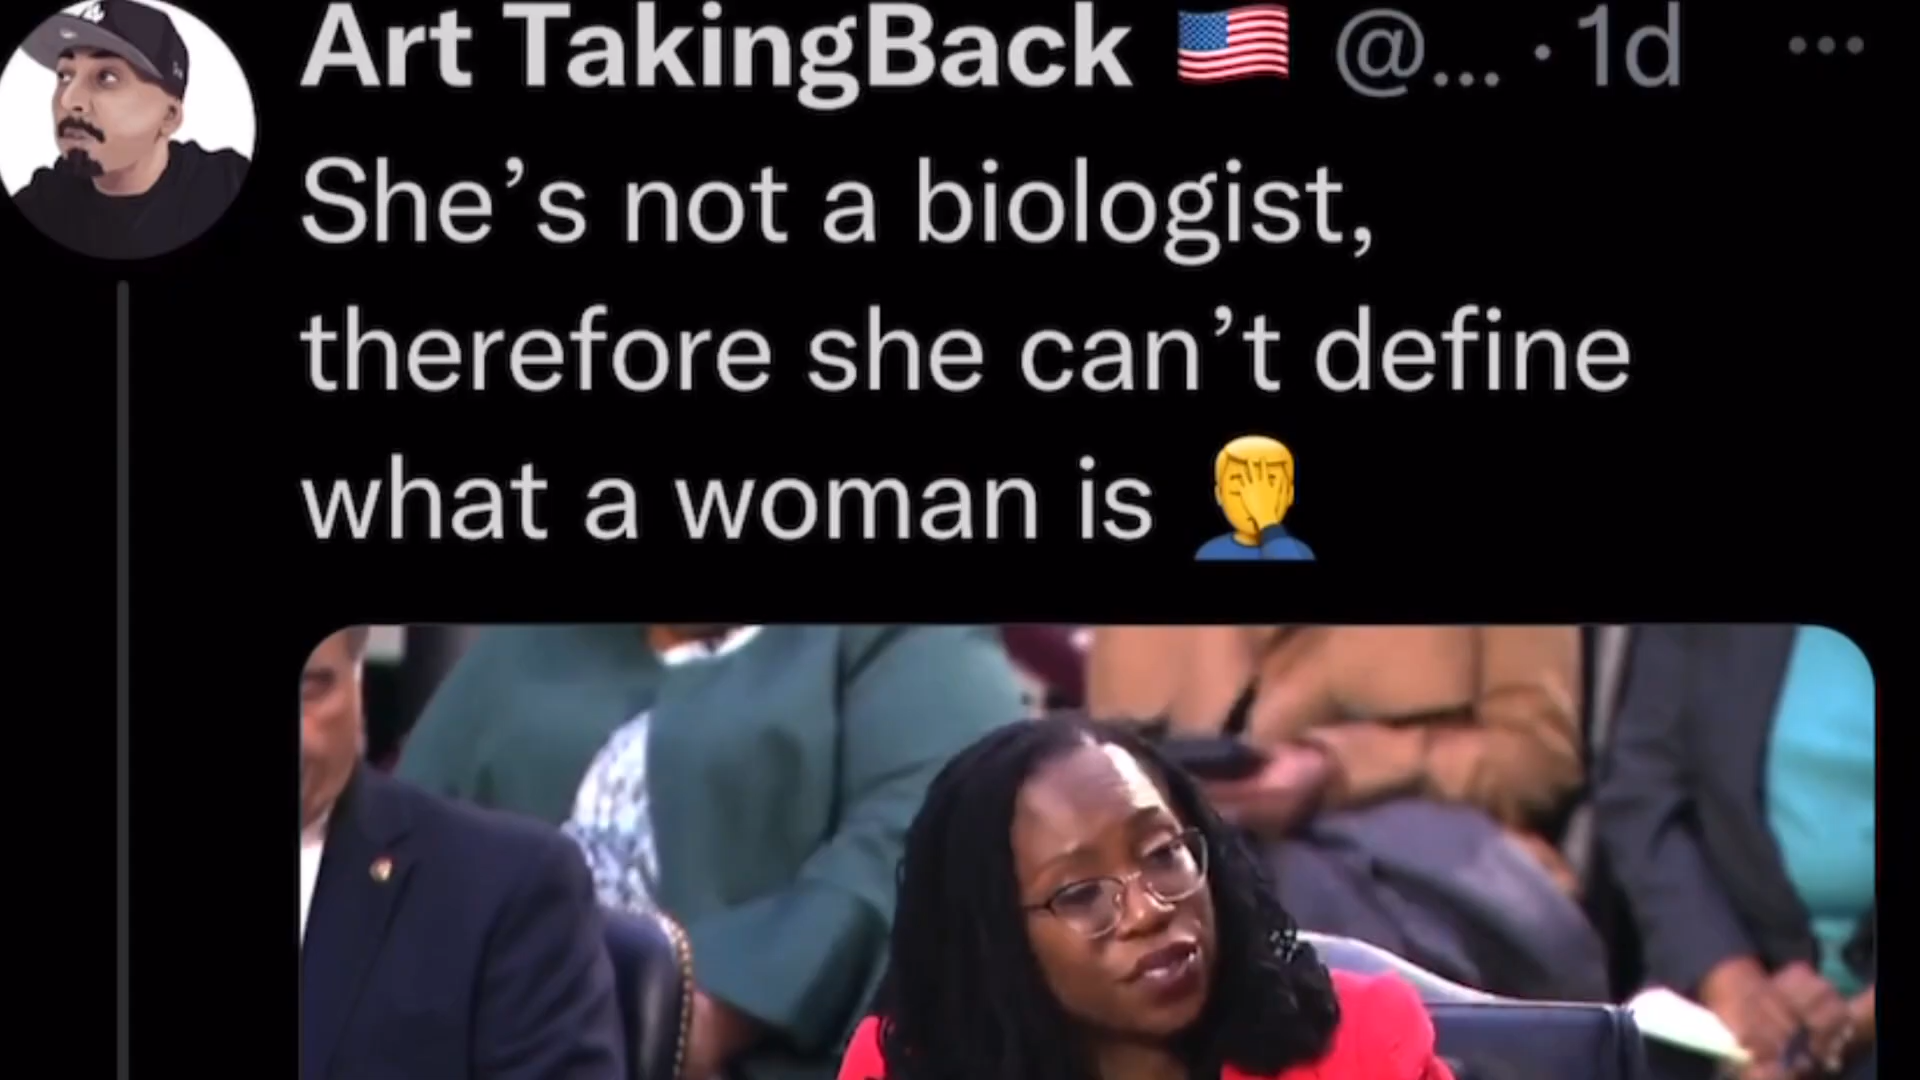 Art TakingBack 🇺🇸 @... · 1d
She’s not a biologist,
therefore she can’t define
what a woman is 🤦‍♂️